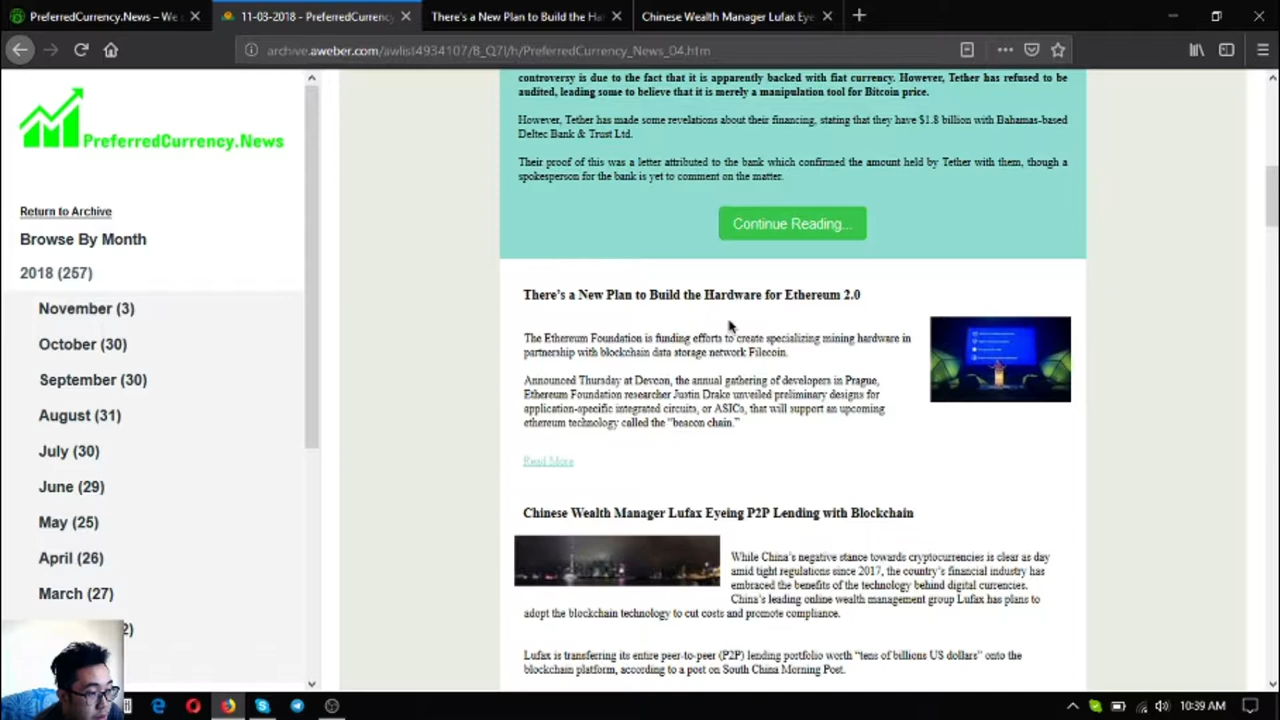 PreferredCurrency.News – We s
11-03-2018 - PreferredCurrency
There's a New Plan to Build the Ha
Chinese Wealth Manager Lufax Ey
archive.aweber.com/awlist4934107/B_Q7I/h/PreferredCurrency_News_04.htm
PreferredCurrency.News
Return to Archive
Browse By Month
2018 (257)
November (3)
October (30)
September (30)
August (31)
July (30)
June (29)
May (25)
April (26)
March (27)
2)
controversy is due to the fact that it is apparently backed with fiat currency. However, Tether has refused to be
audited, leading some to believe that it is merely a manipulation tool for Bitcoin price.
However, Tether has made some revelations about their financing, stating that they have $1.8 billion with Bahamas-based
Deltec Bank & Trust Ltd.
Their proof of this was a letter attributed to the bank which confirmed the amount held by Tether with them, though a
spokesperson for the bank is yet to comment on the matter.
Continue Reading...
There's a New Plan to Build the Hardware for Ethereum 2.0
The Ethereum Foundation is funding efforts to create specializing mining hardware in
partnership with blockchain data storage network Filecoin.
Announced Thursday at Devcon, the annual gathering of developers in Prague,
Ethereum Foundation researcher Justin Drake unveiled preliminary designs for
application-specific integrated circuits, or ASICs, that will support an upcoming
ethereum technology called the "beacon chain."
Read More
Chinese Wealth Manager Lufax Eyeing P2P Lending with Blockchain
While China's negative stance towards cryptocurrencies is clear as day
amid tight regulations since 2017, the country's financial industry has
embraced the benefits of the technology behind digital currencies.
China's leading online wealth management group Lufax has plans to
adopt the blockchain technology to cut costs and promote compliance.
Lufax is transferring its entire peer-to-peer (P2P) lending portfolio worth "tens of billions US dollars" onto the
blockchain platform, according to a post on South China Morning Post.
10:39 AM